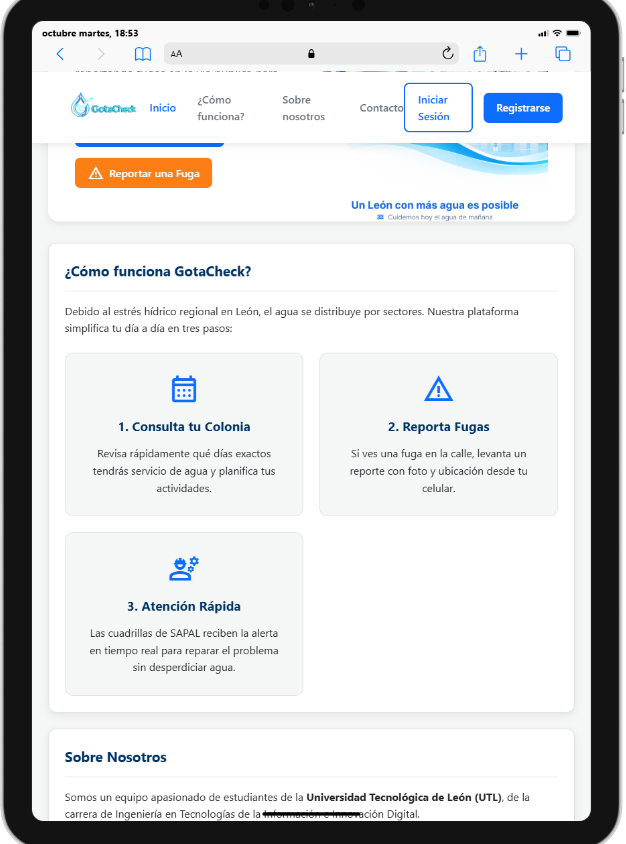 octubre martes, 18:53
AA
GotaCheck
Inicio
¿Cómo
funciona?
Sobre
nosotros
Contacto
Iniciar
Sesión
Registrarse
Reportar una Fuga
Un León con más agua es posible
Cuidemos hoy el agua de mañana
¿Cómo funciona GotaCheck?
Debido al estrés hídrico regional en León, el agua se distribuye por sectores. Nuestra plataforma
simplifica tu día a día en tres pasos:
1. Consulta tu Colonia
Revisa rápidamente qué días exactos
tendrás servicio de agua y planifica tus
actividades.
2. Reporta Fugas
Si ves una fuga en la calle, levanta un
reporte con foto y ubicación desde tu
celular.
3. Atención Rápida
Las cuadrillas de SAPAL reciben la alerta
en tiempo real para reparar el problema
sin desperdiciar agua.
Sobre Nosotros
Somos un equipo apasionado de estudiantes de la Universidad Tecnológica de León (UTL), de la
carrera de Ingeniería en Tecnologías de la Información e Innovación Digital.